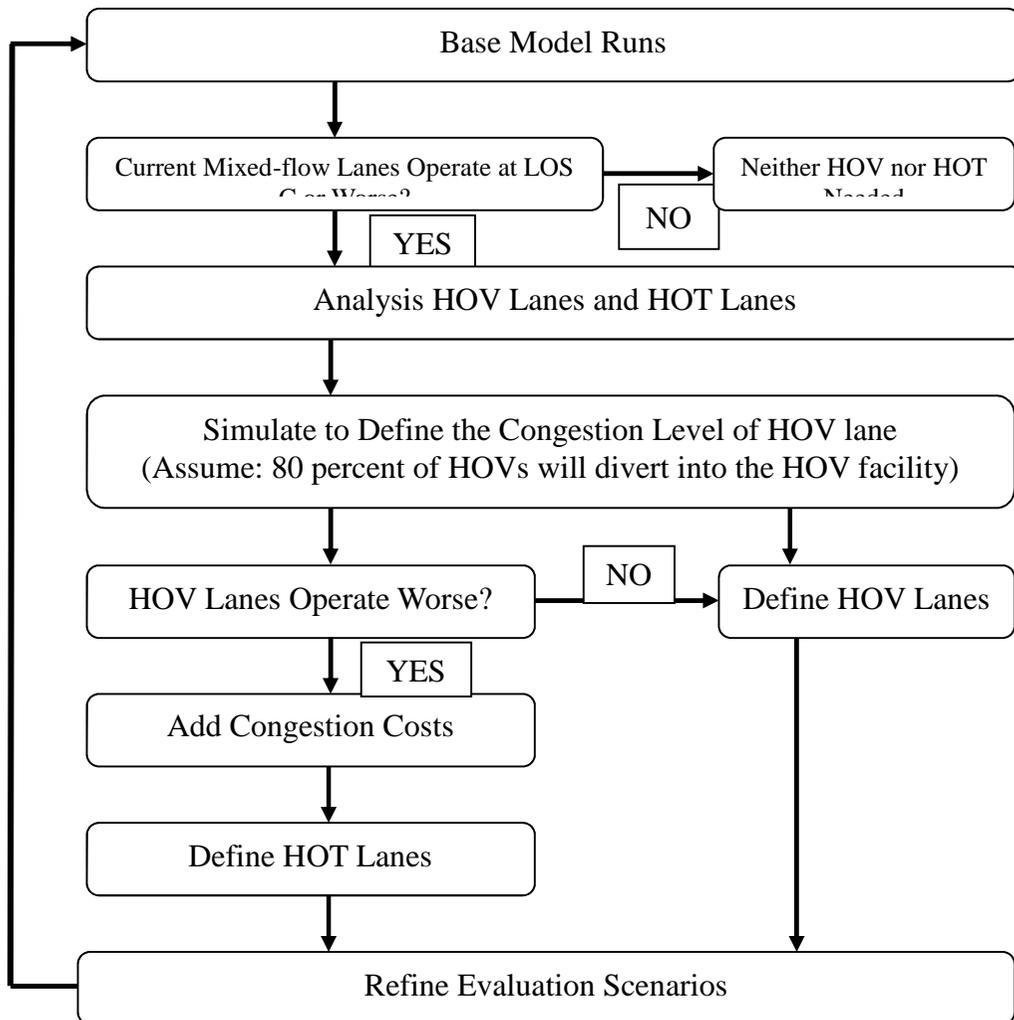 Base Model Runs
Current Mixed-flow Lanes Operate at LOS
C or Worse?
Neither HOV nor HOT
Needed
NO
YES
Analysis HOV Lanes and HOT Lanes
Simulate to Define the Congestion Level of HOV lane
(Assume: 80 percent of HOVs will divert into the HOV facility)
HOV Lanes Operate Worse?
NO
Define HOV Lanes
YES
Add Congestion Costs
Define HOT Lanes
Refine Evaluation Scenarios